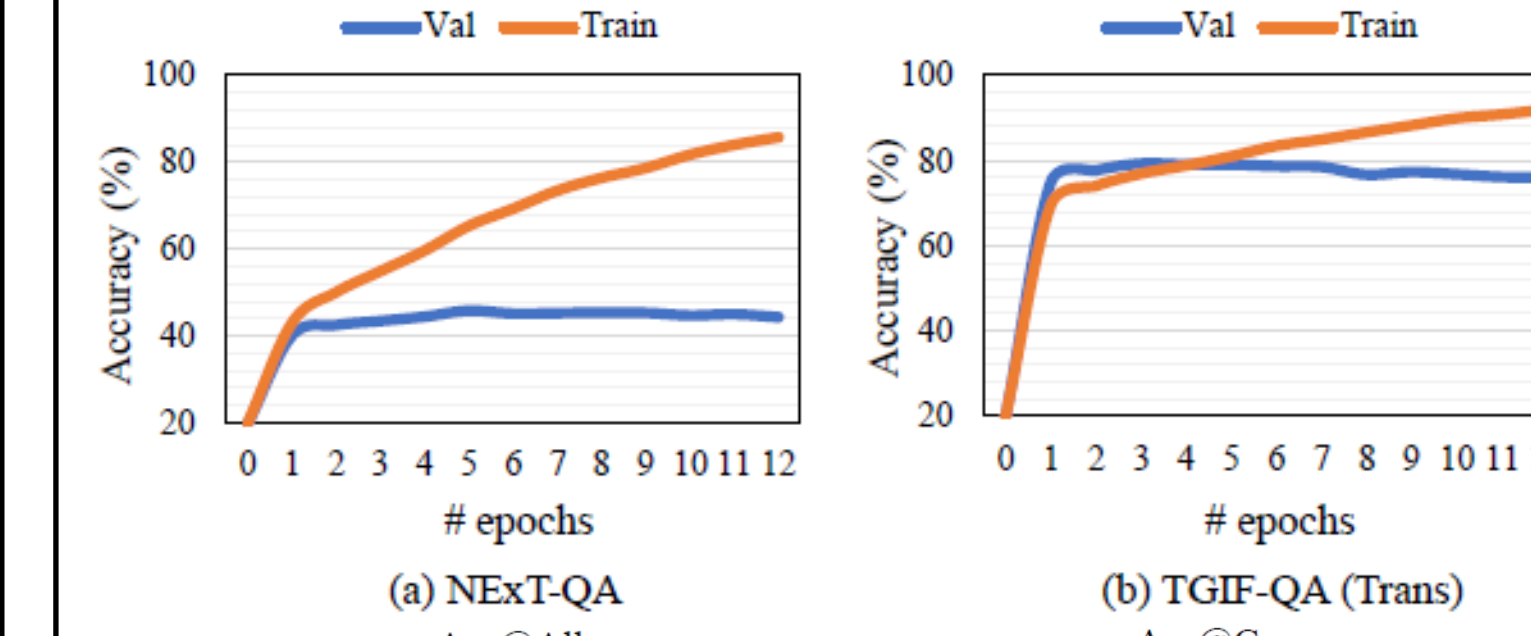 Val Train
100
80
60
40
20
Accuracy (%)
0 1 2 3 4 5 6 7 8 9 10 11 12
# epochs
(a) NExT-QA
Val Train
100
80
60
40
20
Accuracy (%)
0 1 2 3 4 5 6 7 8 9 10 11
# epochs
(b) TGIF-QA (Trans)